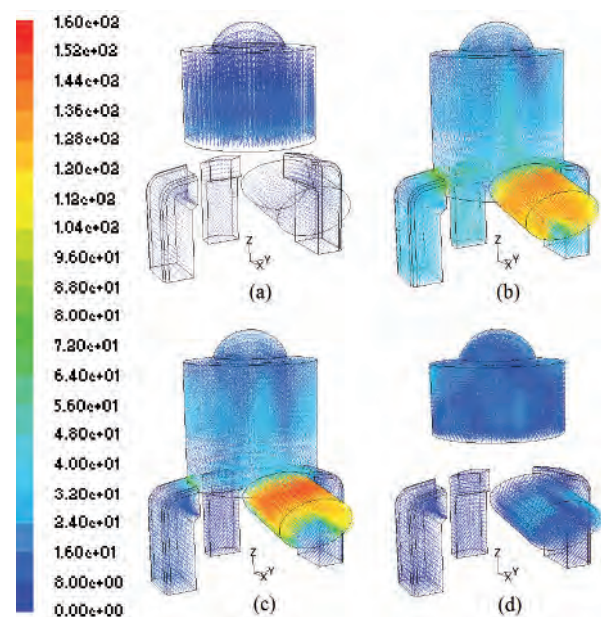 1.60e+02
1.52e+02
1.44e+02
1.36e+02
1.28e+02
1.20e+02
1.12e+02
1.04e+02
9.60e+01
8.80e+01
8.00e+01
7.20e+01
6.40e+01
5.60e+01
4.80e+01
4.00e+01
3.20e+01
2.40e+01
1.60e+01
8.00e+00
0.00e+00
Z
X Y
(a)
Z
X Y
(b)
Z
X Y
(c)
Z
X Y
(d)